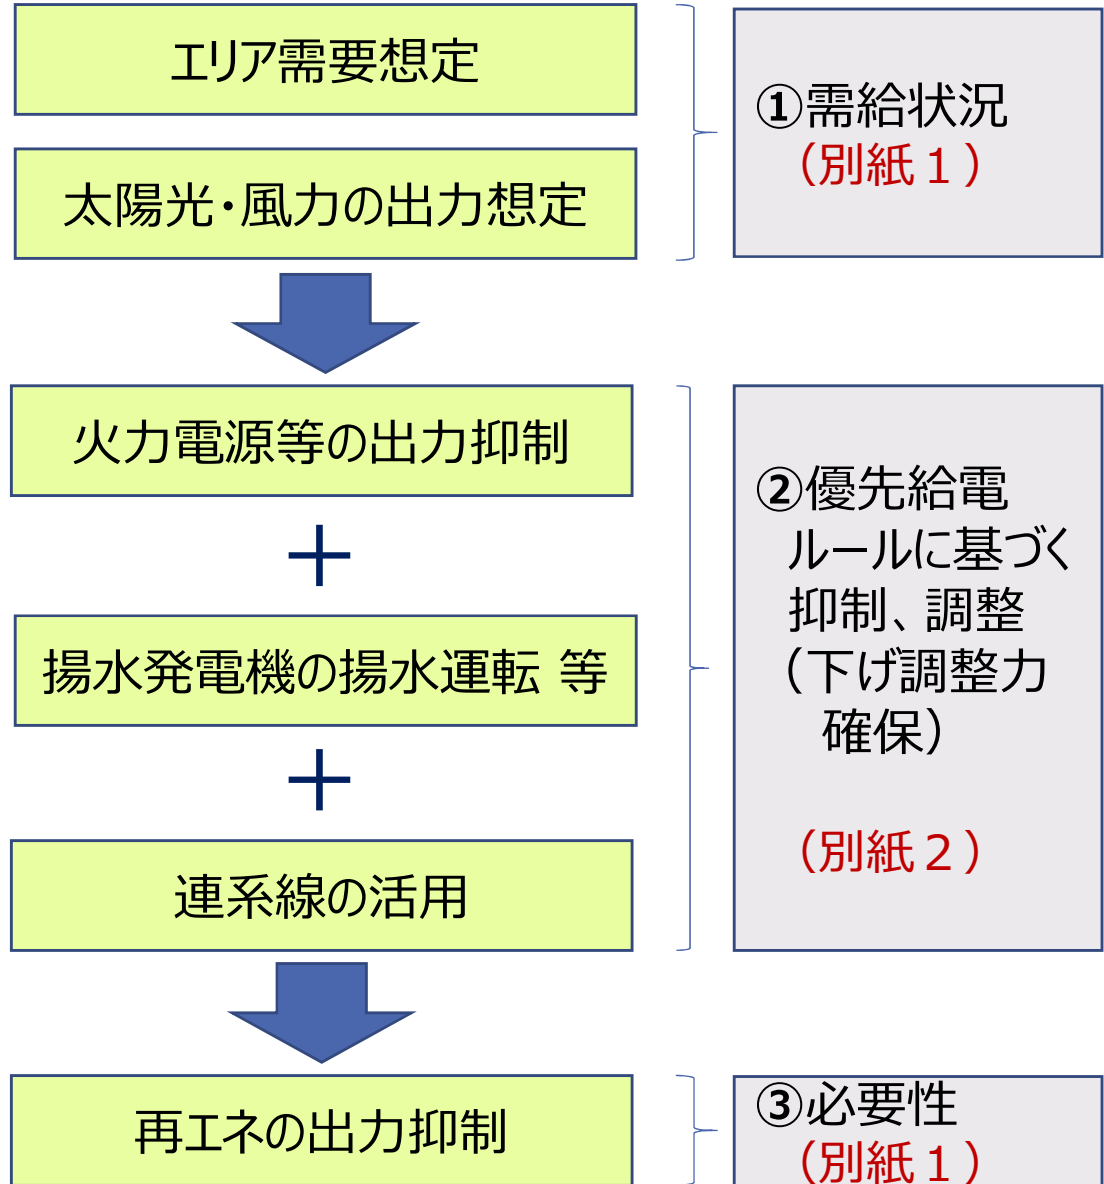 エリア需要想定
太陽光・風力の出力想定
①需給状況
（別紙１）
火力電源等の出力抑制
＋
揚水発電機の揚水運転 等
＋
連系線の活用
②優先給電
ルールに基づく
抑制、調整
（下げ調整力
確保）
（別紙２）
再エネの出力抑制
③必要性
（別紙１）